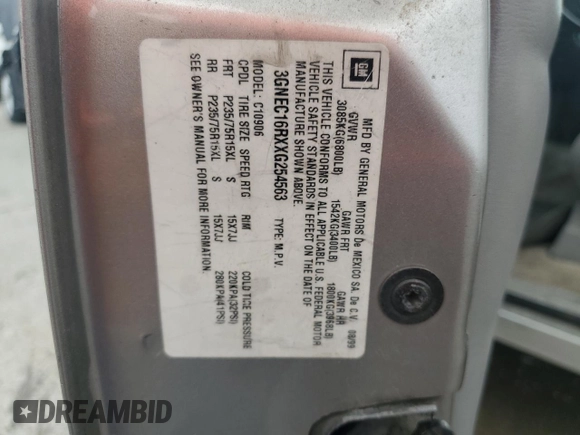 GM
MFD BY GENERAL MOTORS De MEXICO SA. De C.V. 08/99
GVWR GAWR FRT GAWR RR
3085KG(6800LB) 1542KG(3400LB) 1800KG(3968LB)
THIS VEHICLE CONFORMS TO ALL APPLICABLE U.S. FEDERAL MOTOR
VEHICLE SAFETY STANDARDS IN EFFECT ON THE DATE OF
MANUFACTURE SHOWN ABOVE.
3GNEC16RXXG254563 TYPE: M.P.V.
MODEL: C10906
CPDL TIRE SIZE SPEED RTG RIM COLD TICE PRESSURE
FRT P235/75R15XL S 15X7JJ 220KPA(32PSI)
RR P235/75R15XL S 15X7JJ 280KPA(41PSI)
SEE OWNER'S MANUAL FOR MORE INFORMATION.
DREAMBID